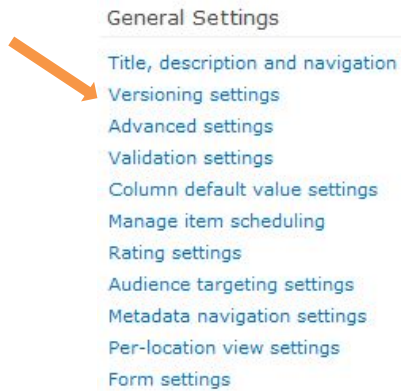 General Settings
Title, description and navigation
Versioning settings
Advanced settings
Validation settings
Column default value settings
Manage item scheduling
Rating settings
Audience targeting settings
Metadata navigation settings
Per-location view settings
Form settings